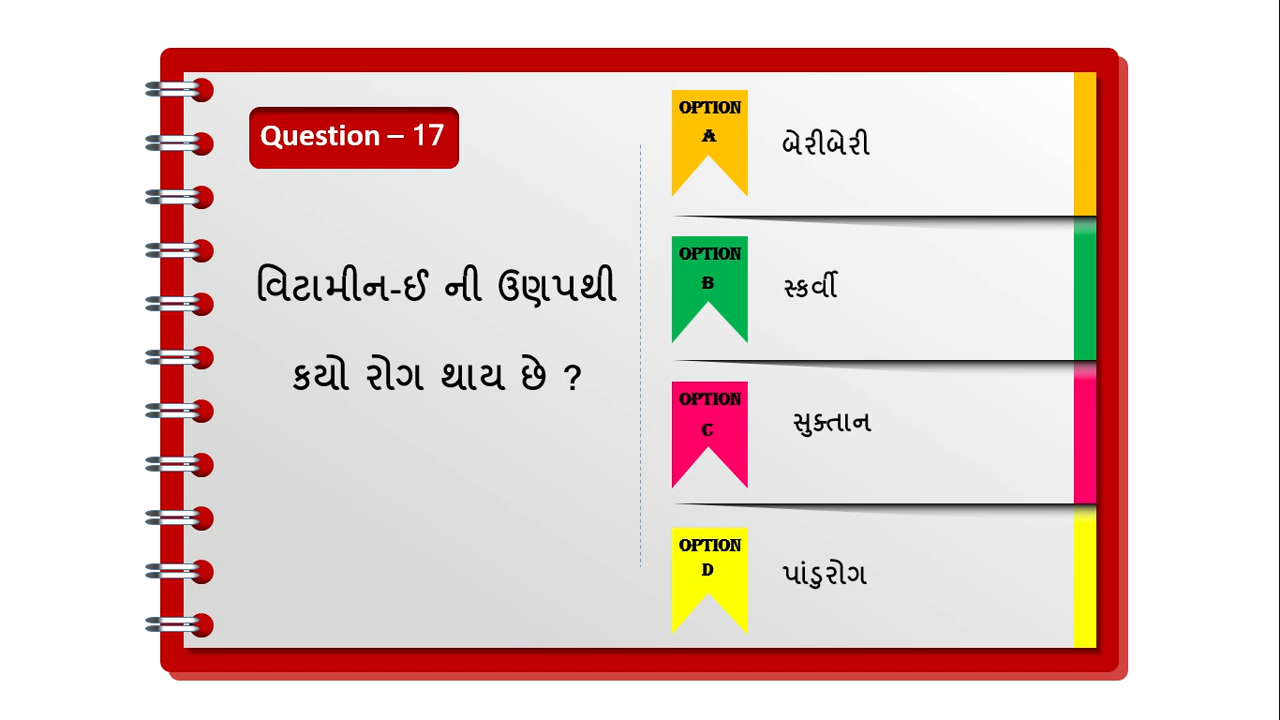 Question – 17
વિટામીન-ઈ ની ઉણપથી
કયો રોગ થાય છે ?
OPTION
A
બેરીબેરી
OPTION
B
સ્કર્વી
OPTION
C
સુક્તાન
OPTION
D
પાંડુરોગ